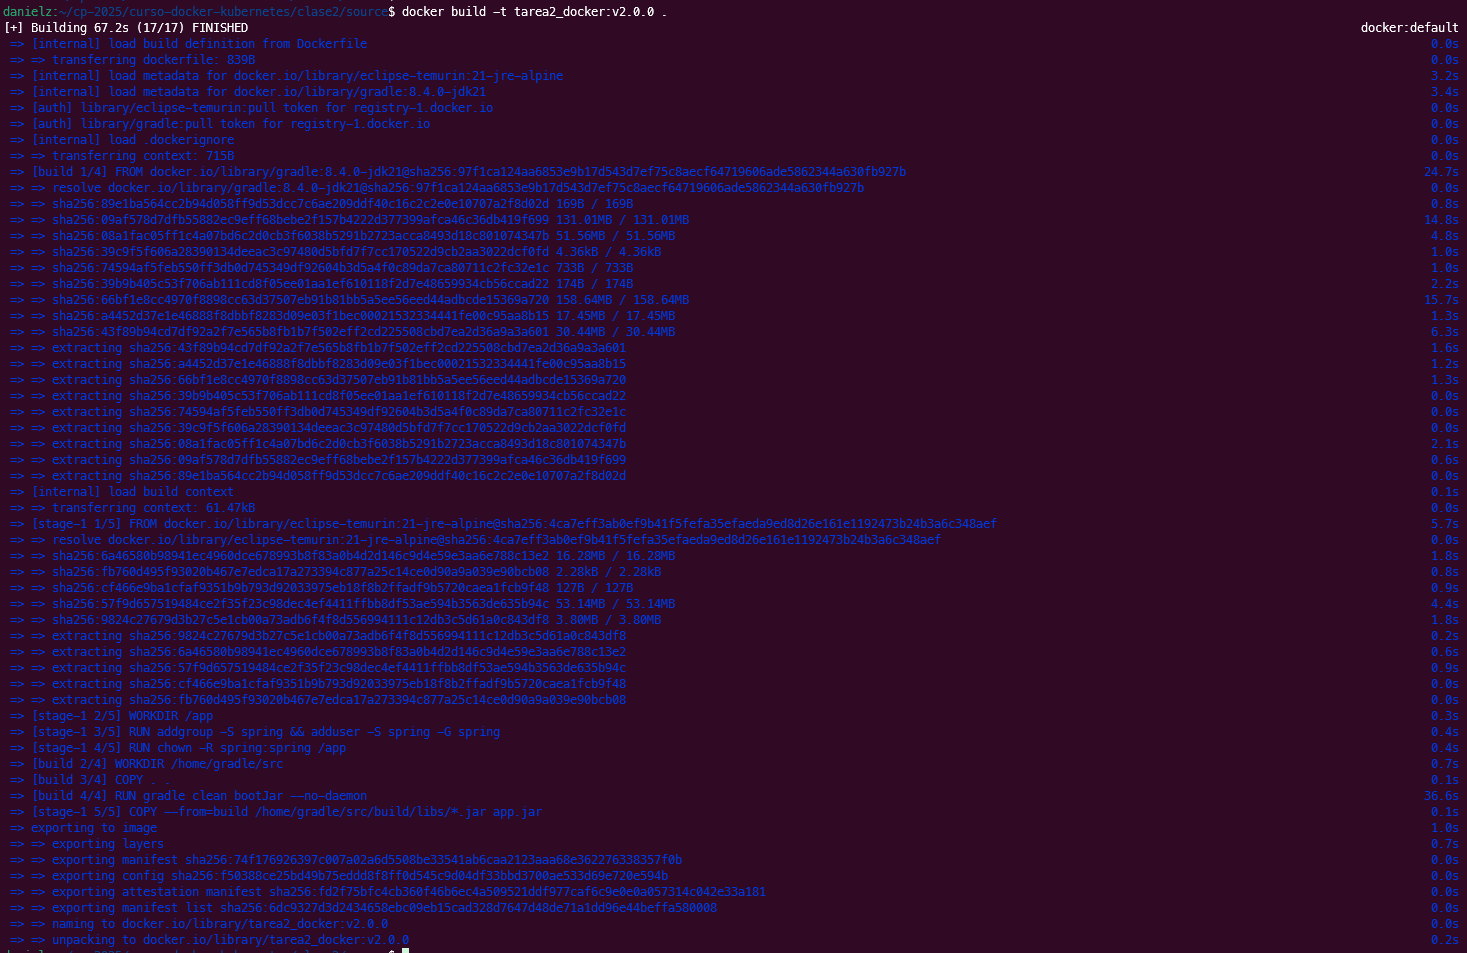 danielz:~/cp-2025/curso-docker-kubernetes/clase2/source$ docker build -t tarea2_docker:v2.0.0 .
[+] Building 67.2s (17/17) FINISHED docker:default
=> [internal] load build definition from Dockerfile 0.0s
=> => transferring dockerfile: 839B 0.0s
=> [internal] load metadata for docker.io/library/eclipse-temurin:21-jre-alpine 3.2s
=> [internal] load metadata for docker.io/library/gradle:8.4.0-jdk21 3.4s
=> [auth] library/eclipse-temurin:pull token for registry-1.docker.io 0.0s
=> [auth] library/gradle:pull token for registry-1.docker.io 0.0s
=> [internal] load .dockerignore 0.0s
=> => transferring context: 715B 0.0s
=> [build 1/4] FROM docker.io/library/gradle:8.4.0-jdk21@sha256:97f1ca124aa6853e9b17d543d7ef75c8aecf64719606ade5862344a630fb927b 24.7s
=> => resolve docker.io/library/gradle:8.4.0-jdk21@sha256:97f1ca124aa6853e9b17d543d7ef75c8aecf64719606ade5862344a630fb927b 0.0s
=> => sha256:89e1ba564cc2b94d058ff9d53dcc7c6ae209ddf40c16c2c2e0e10707a2f8d02d 169B / 169B 0.8s
=> => sha256:09af578d7dfb55882ec9eff68bebe2f157b4222d377399afca46c36db419f699 131.01MB / 131.01MB 14.8s
=> => sha256:08a1fac05ff1c4a07bd6c2d0cb3f6038b5291b2723acca8493d18c801074347b 51.56MB / 51.56MB 4.8s
=> => sha256:39c9f5f606a28390134deeac3c97480d5bfd7f7cc170522d9cb2aa3022dcf0fd 4.36kB / 4.36kB 1.0s
=> => sha256:74594af5feb550ff3db0d745349df92604b3d5a4f0c89da7ca80711c2fc32e1c 733B / 733B 1.0s
=> => sha256:39b9b405c53f706ab111cd8f05ee01aa1ef610118f2d7e48659934cb56ccad22 174B / 174B 2.2s
=> => sha256:66bf1e8cc4970f8898cc63d37507eb91b81bb5a5ee56eed44adbcde15369a720 158.64MB / 158.64MB 15.7s
=> => sha256:a4452d37e1e46888f8dbbf8283d09e03f1bec00021532334441fe00c95aa8b15 17.45MB / 17.45MB 1.3s
=> => sha256:43f89b94cd7df92a2f7e565b8fb1b7f502eff2cd225508cbd7ea2d36a9a3a601 30.44MB / 30.44MB 6.3s
=> => extracting sha256:43f89b94cd7df92a2f7e565b8fb1b7f502eff2cd225508cbd7ea2d36a9a3a601 1.6s
=> => extracting sha256:a4452d37e1e46888f8dbbf8283d09e03f1bec00021532334441fe00c95aa8b15 1.2s
=> => extracting sha256:66bf1e8cc4970f8898cc63d37507eb91b81bb5a5ee56eed44adbcde15369a720 1.3s
=> => extracting sha256:39b9b405c53f706ab111cd8f05ee01aa1ef610118f2d7e48659934cb56ccad22 0.0s
=> => extracting sha256:74594af5feb550ff3db0d745349df92604b3d5a4f0c89da7ca80711c2fc32e1c 0.0s
=> => extracting sha256:39c9f5f606a28390134deeac3c97480d5bfd7f7cc170522d9cb2aa3022dcf0fd 0.0s
=> => extracting sha256:08a1fac05ff1c4a07bd6c2d0cb3f6038b5291b2723acca8493d18c801074347b 2.1s
=> => extracting sha256:09af578d7dfb55882ec9eff68bebe2f157b4222d377399afca46c36db419f699 0.6s
=> => extracting sha256:89e1ba564cc2b94d058ff9d53dcc7c6ae209ddf40c16c2c2e0e10707a2f8d02d 0.0s
=> [internal] load build context 0.1s
=> => transferring context: 61.47kB 0.0s
=> [stage-1 1/5] FROM docker.io/library/eclipse-temurin:21-jre-alpine@sha256:4ca7eff3ab0ef9b41f5fefa35efaeda9ed8d26e161e1192473b24b3a6c348aef 5.7s
=> => resolve docker.io/library/eclipse-temurin:21-jre-alpine@sha256:4ca7eff3ab0ef9b41f5fefa35efaeda9ed8d26e161e1192473b24b3a6c348aef 0.0s
=> => sha256:6a46580b98941ec4960dce678993b8f83a0b4d2d146c9d4e59e3aa6e788c13e2 16.28MB / 16.28MB 1.8s
=> => sha256:fb760d495f93020b467e7edca17a273394c877a25c14ce0d90a9a039e90bcb08 2.28kB / 2.28kB 0.8s
=> => sha256:cf466e9ba1cfaf9351b9b793d92033975eb18f8b2ffadf9b5720caea1fcb9f48 127B / 127B 0.9s
=> => sha256:57f9d657519484ce2f35f23c98dec4ef4411ffbb8df53ae594b3563de635b94c 53.14MB / 53.14MB 4.4s
=> => sha256:9824c27679d3b27c5e1cb00a73adb6f4f8d556994111c12db3c5d61a0c843df8 3.80MB / 3.80MB 1.8s
=> => extracting sha256:9824c27679d3b27c5e1cb00a73adb6f4f8d556994111c12db3c5d61a0c843df8 0.2s
=> => extracting sha256:6a46580b98941ec4960dce678993b8f83a0b4d2d146c9d4e59e3aa6e788c13e2 0.6s
=> => extracting sha256:57f9d657519484ce2f35f23c98dec4ef4411ffbb8df53ae594b3563de635b94c 0.9s
=> => extracting sha256:cf466e9ba1cfaf9351b9b793d92033975eb18f8b2ffadf9b5720caea1fcb9f48 0.0s
=> => extracting sha256:fb760d495f93020b467e7edca17a273394c877a25c14ce0d90a9a039e90bcb08 0.0s
=> [stage-1 2/5] WORKDIR /app 0.3s
=> [stage-1 3/5] RUN addgroup -S spring && adduser -S spring -G spring 0.4s
=> [stage-1 4/5] RUN chown -R spring:spring /app 0.4s
=> [build 2/4] WORKDIR /home/gradle/src 0.7s
=> [build 3/4] COPY . . 0.1s
=> [build 4/4] RUN gradle clean bootJar --no-daemon 36.6s
=> [stage-1 5/5] COPY --from=build /home/gradle/src/build/libs/*.jar app.jar 0.1s
=> exporting to image 1.0s
=> => exporting layers 0.7s
=> => exporting manifest sha256:74f176926397c007a02a6d5508be33541ab6caa2123aaa68e362276338357f0b 0.0s
=> => exporting config sha256:f50388ce25bd49b75eddd8f8ff0d545c9d04df33bbd3700ae533d69e720e594b 0.0s
=> => exporting attestation manifest sha256:fd2f75bfc4cb360f46b6ec4a509521ddf977caf6c9e0e0a057314c042e33a181 0.0s
=> => exporting manifest list sha256:6dc9327d3d2434658ebc09eb15cad328d7647d48de71a1dd96e44beffa580008 0.0s
=> => naming to docker.io/library/tarea2_docker:v2.0.0 0.0s
=> => unpacking to docker.io/library/tarea2_docker:v2.0.0 0.2s